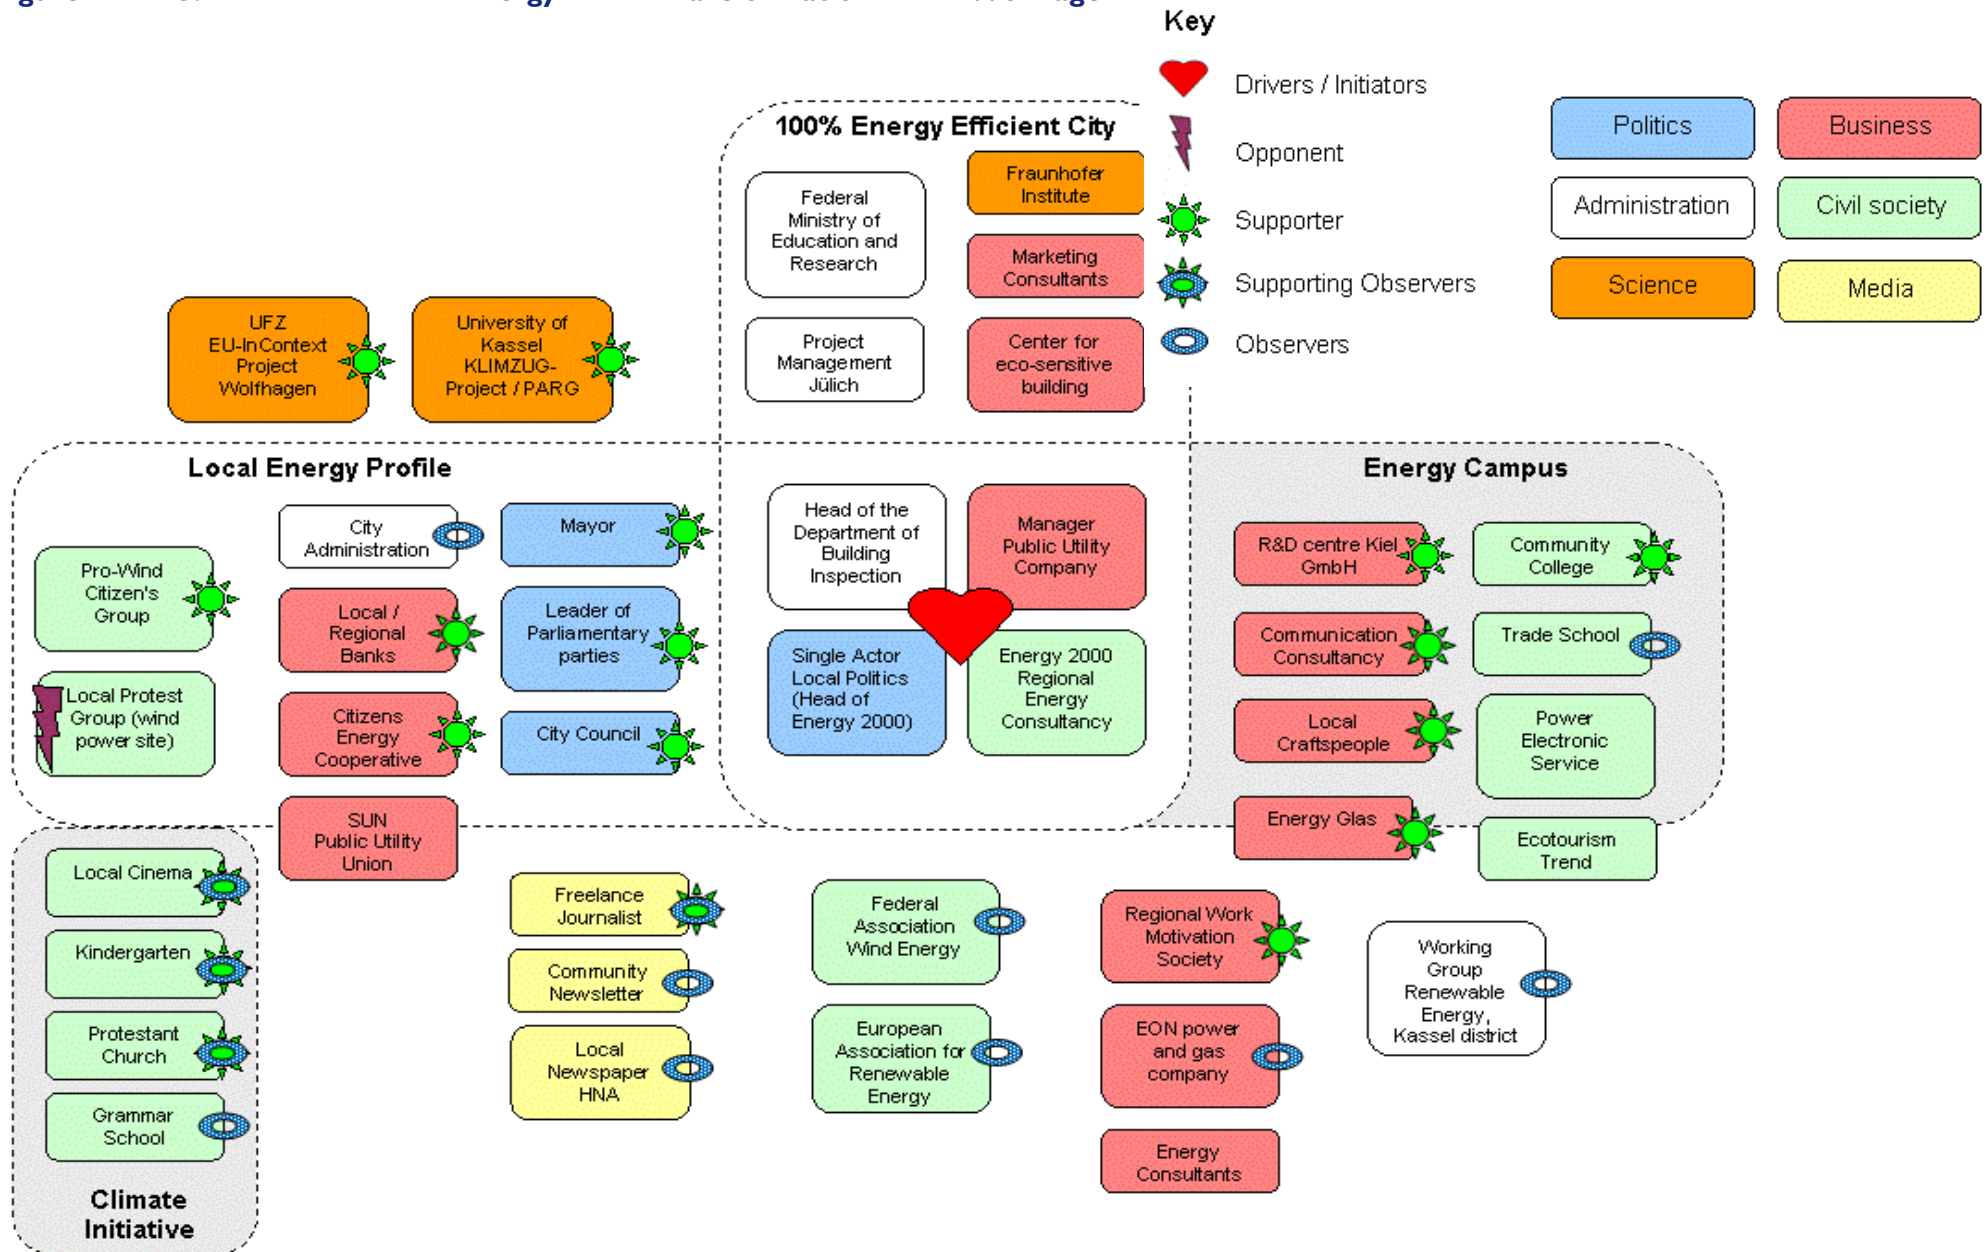 Key
Drivers / Initiators
Opponent
Supporter
Supporting Observers
Observers
Politics
Business
Administration
Civil society
Science
Media
100% Energy Efficient City
Federal
Ministry of
Education and
Research
Fraunhofer
Institute
Marketing
Consultants
Project
Management
Jülich
Center for
eco-sensitive
building
UFZ
EU-InContext
Project
Wolfhagen
University of
Kassel
KLIMZUG-
Project / PARG
Local Energy Profile
Pro-Wind
Citizen's
Group
Local Protest
Group (wind
power site)
City
Administration
Local /
Regional
Banks
Citizens
Energy
Cooperative
SUN
Public Utility
Union
Mayor
Leader of
Parliamentary
parties
City Council
Head of the
Department of
Building
Inspection
Manager
Public Utility
Company
Single Actor
Local Politics
(Head of
Energy 2000)
Energy 2000
Regional
Energy
Consultancy
Energy Campus
R&D centre Kiel
GmbH
Community
College
Communication
Consultancy
Trade School
Local
Craftspeople
Power
Electronic
Service
Energy Glas
Ecotourism
Trend
Local Cinema
Kindergarten
Protestant
Church
Grammar
School
Climate
Initiative
Freelance
Journalist
Community
Newsletter
Local
Newspaper
HNA
Federal
Association
Wind Energy
European
Association for
Renewable
Energy
Regional Work
Motivation
Society
EON power
and gas
company
Energy
Consultants
Working
Group
Renewable
Energy,
Kassel district